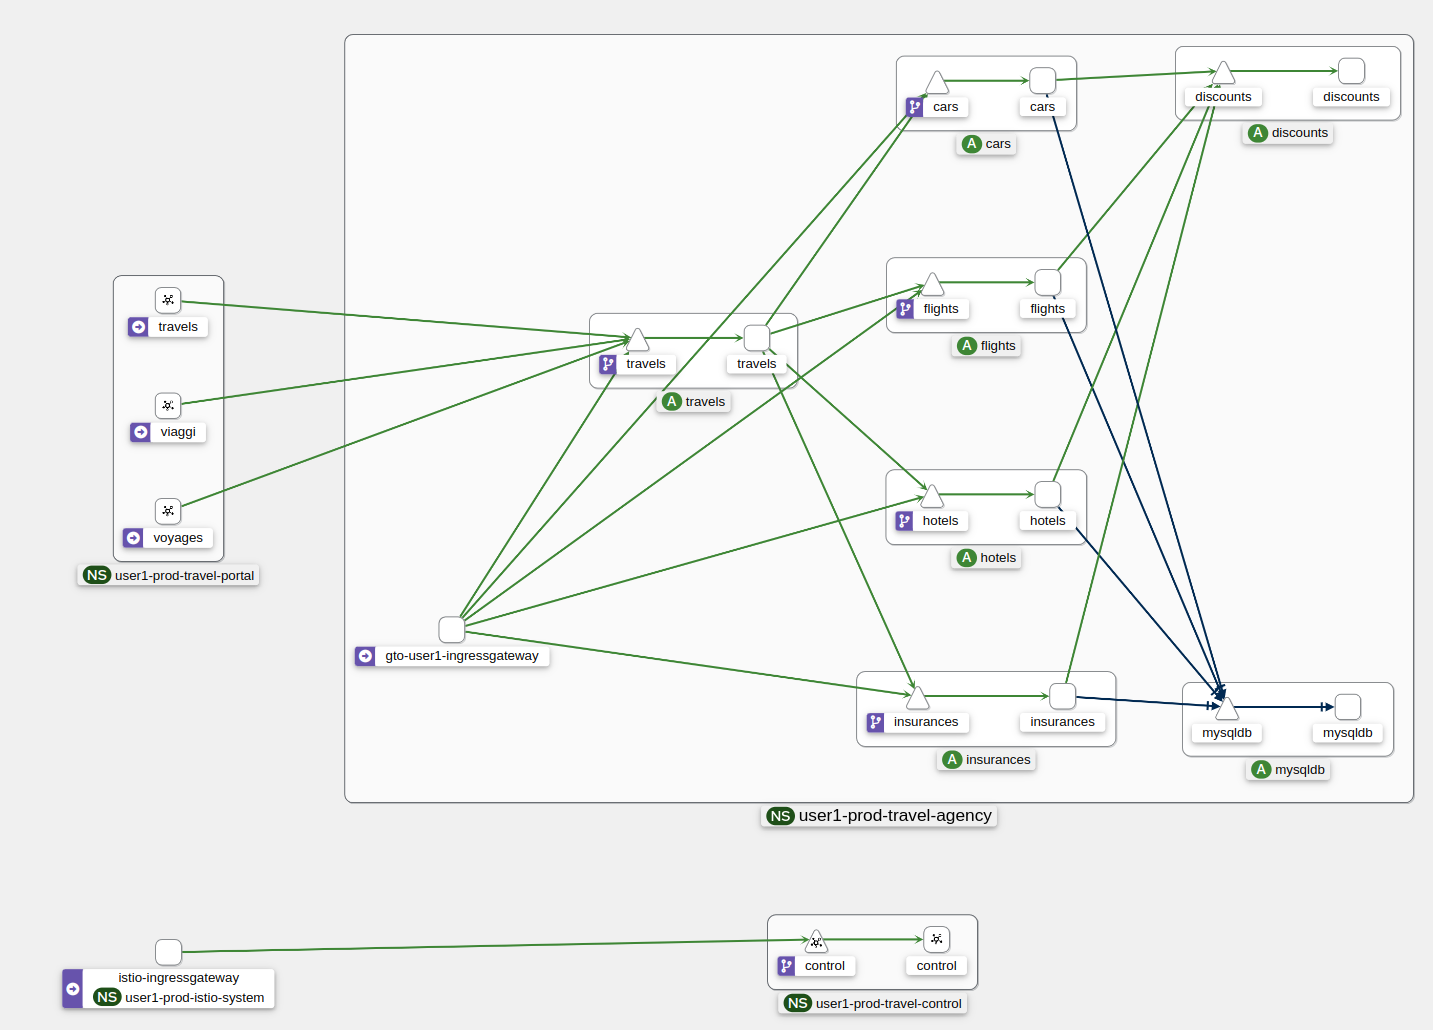 cars
cars
A cars
discounts
discounts
A discounts
travels
viaggi
voyages
NS user1-prod-travel-portal
travels
travels
A travels
flights
flights
A flights
hotels
hotels
A hotels
gto-user1-ingressgateway
insurances
insurances
A insurances
mysqldb
mysqldb
A mysqldb
NS user1-prod-travel-agency
istio-ingressgateway
NS user1-prod-istio-system
control
control
NS user1-prod-travel-control